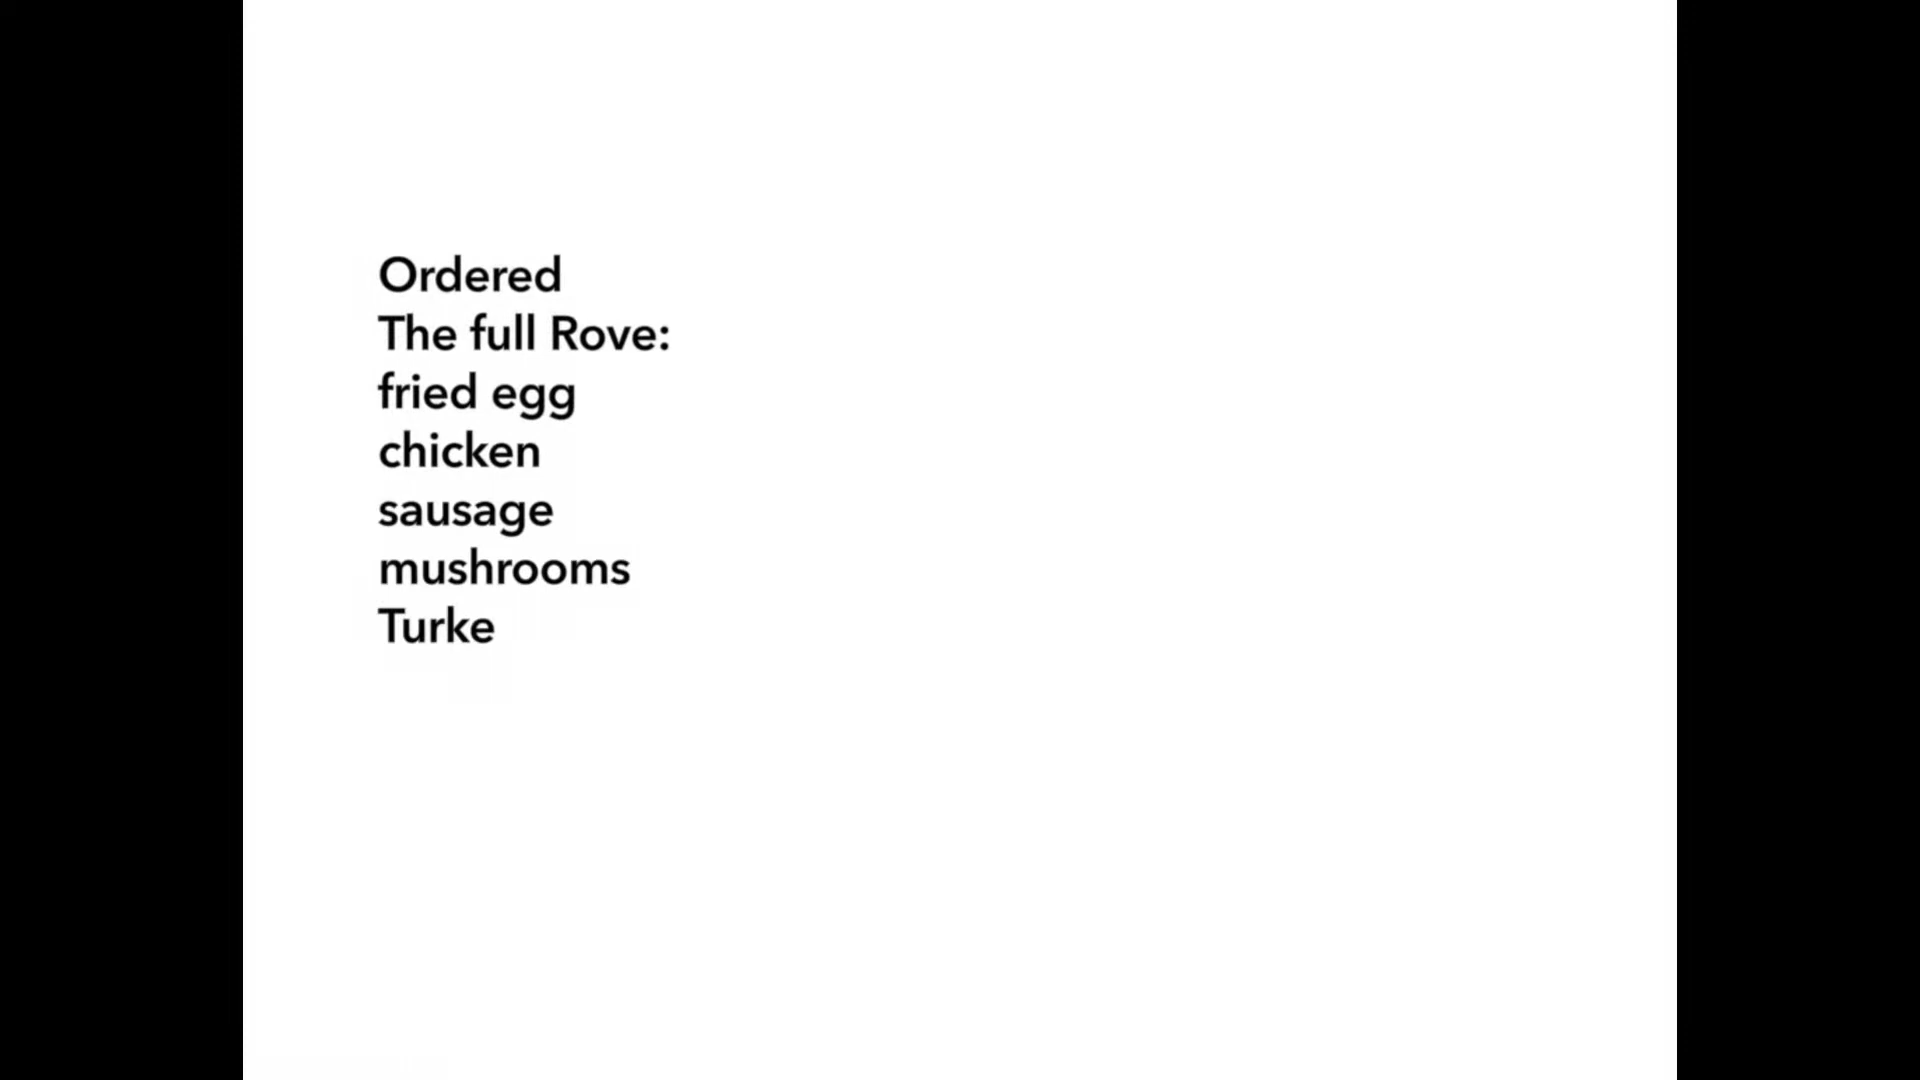 Ordered
The full Rove:
fried egg
chicken
sausage
mushrooms
Turke